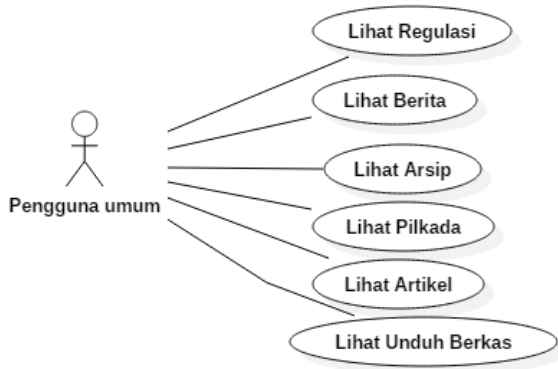 Lihat Regulasi
Lihat Berita
Lihat Arsip
Pengguna umum
Lihat Pilkada
Lihat Artikel
Lihat Unduh Berkas